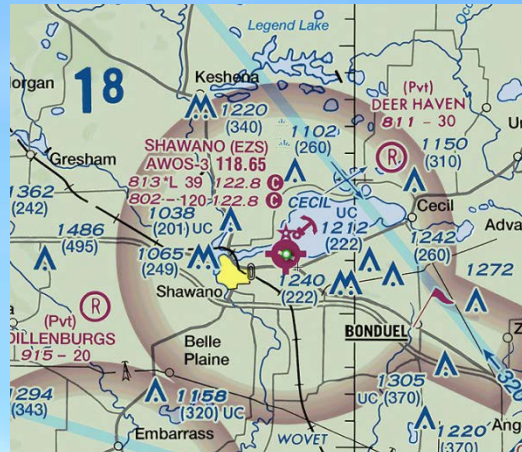 Legend Lake
Morgan
18
Keshena
(Pvt)
DEER HAVEN
811 - 30
1220
(340)
SHAWANO (EZS)
AWOS-3 118.65
813 *L 39 122.8 C
802 -- 120 122.8 C
1102
(260)
R
1150
(310)
Gresham
1362
(242)
1038
(201) UC
CECIL
UC
1212
(222)
Cecil
Adva
1486
(495)
1065
(249)
1242
(260)
1240
(222)
1272
Shawano
R
(Pvt)
DILLENBURGS
915 - 20
BONDUEL
Belle
Plaine
320
1294
(343)
1158
(320) UC
1305
UC (370)
Embarrass
WOVET
1220
(370)
Ang